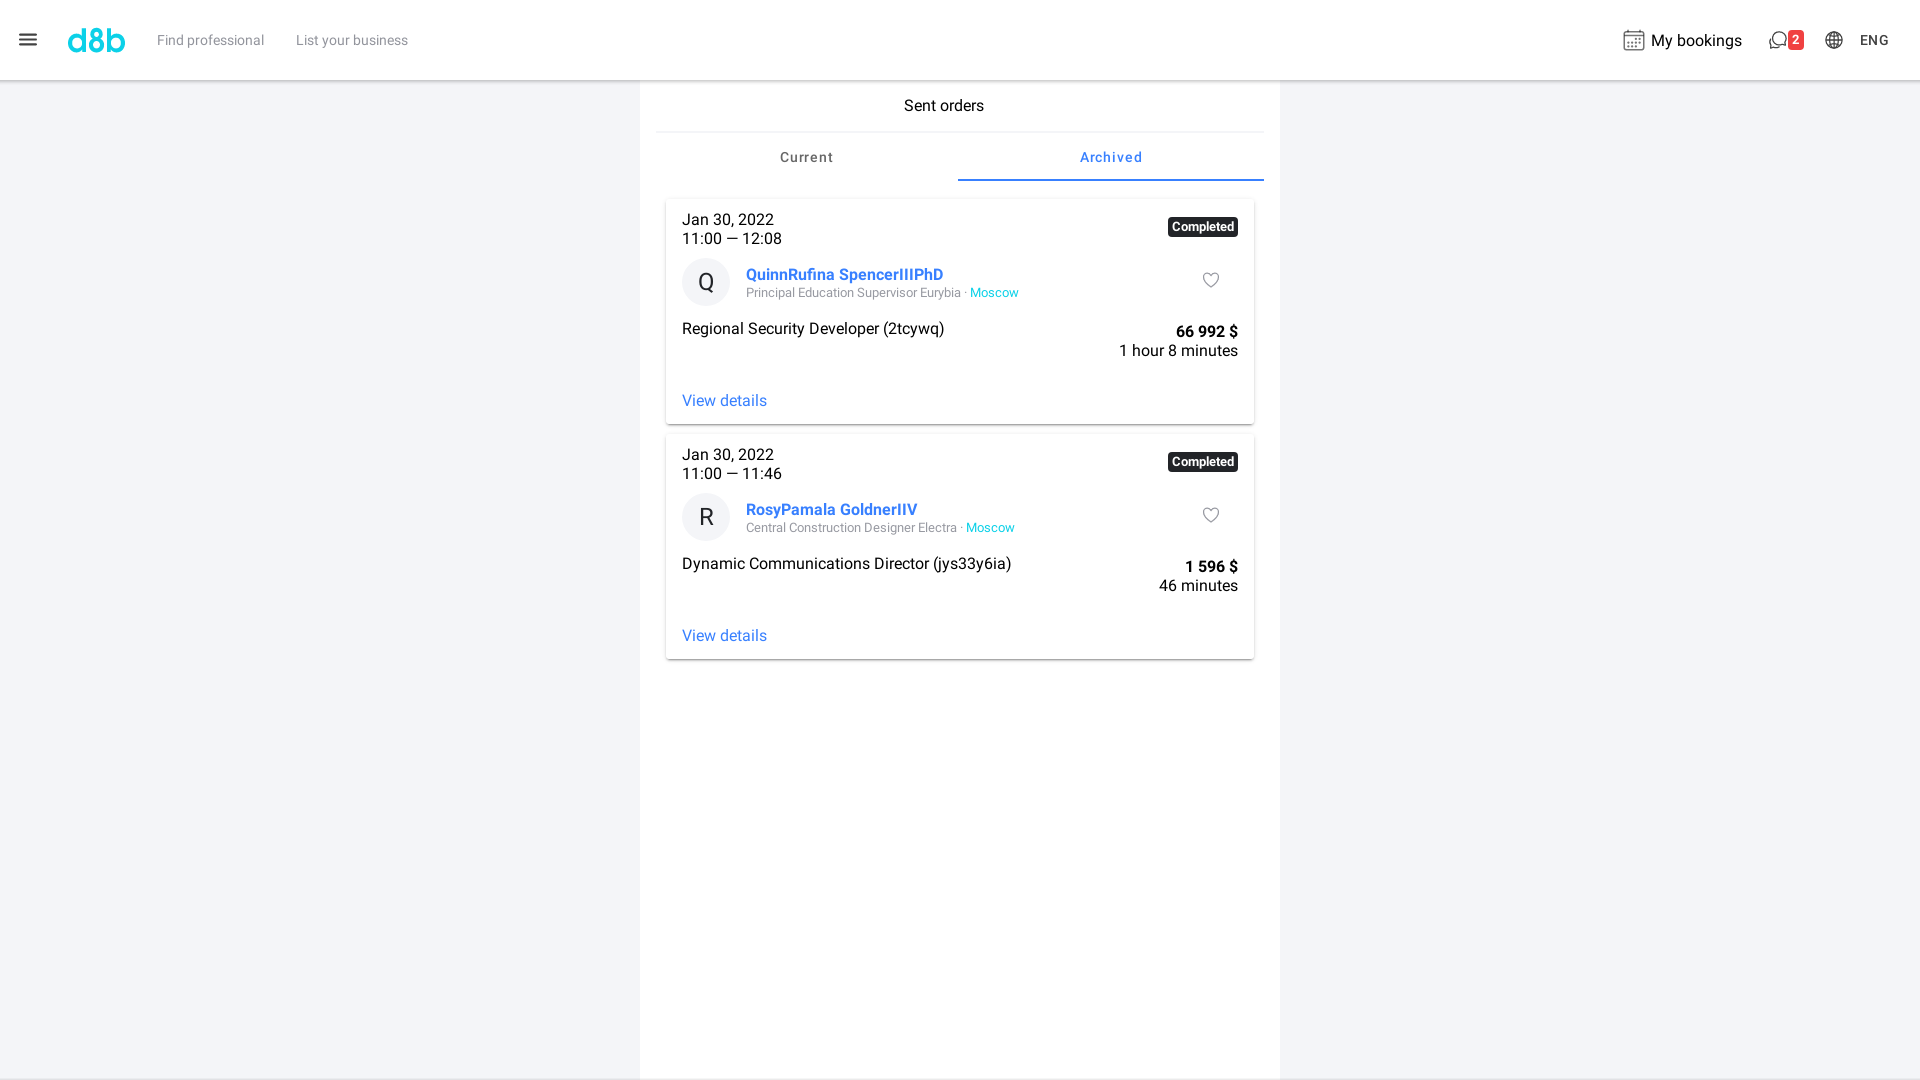 d8b
Find professional
List your business
My bookings
2
ENG
Sent orders
Current
Archived
Jan 30, 2022
11:00 — 12:08
Completed
Q
QuinnRufina SpencerIIIPhD
Principal Education Supervisor Eurybia · Moscow
Regional Security Developer (2tcywq)
66 992 $
1 hour 8 minutes
View details
Jan 30, 2022
11:00 — 11:46
Completed
R
RosyPamala GoldnerIIV
Central Construction Designer Electra · Moscow
Dynamic Communications Director (jys33y6ia)
1 596 $
46 minutes
View details